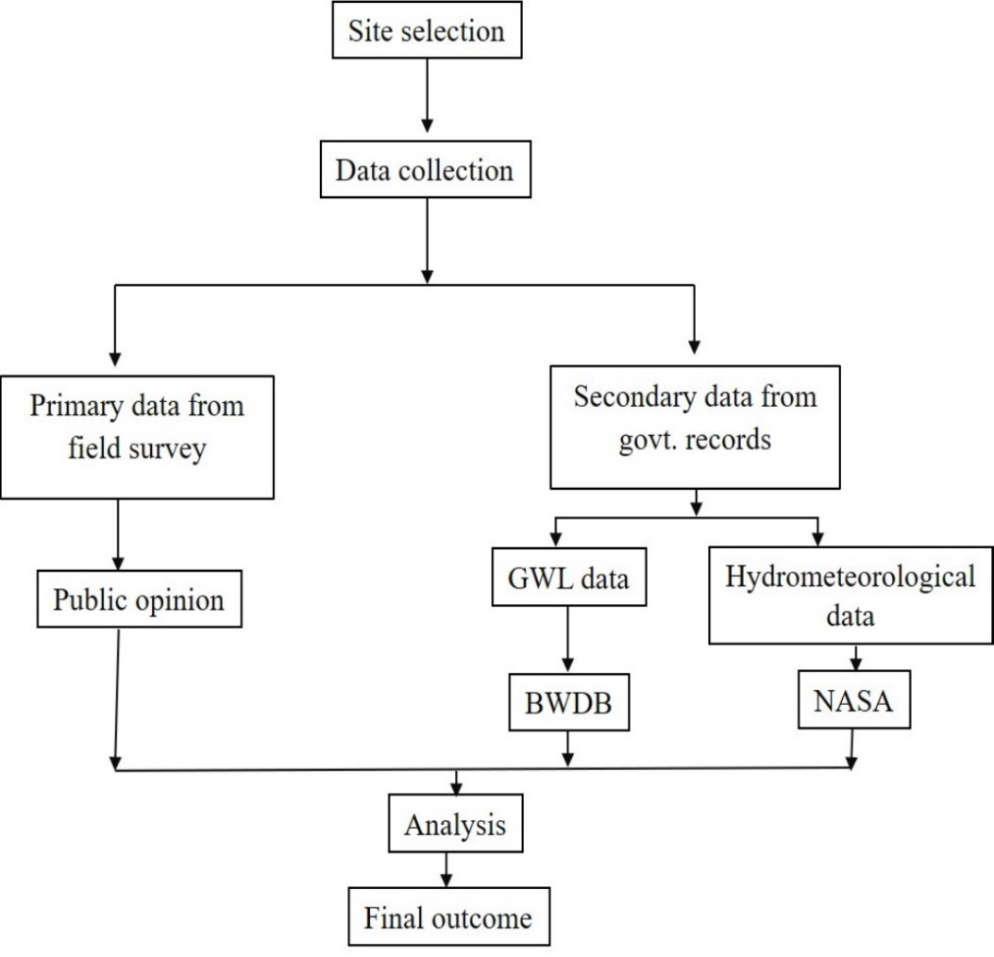 Site selection
Data collection
Primary data from
field survey
Secondary data from
govt. records
Public opinion
GWL data
Hydrometeorological
data
BWDB
NASA
Analysis
Final outcome